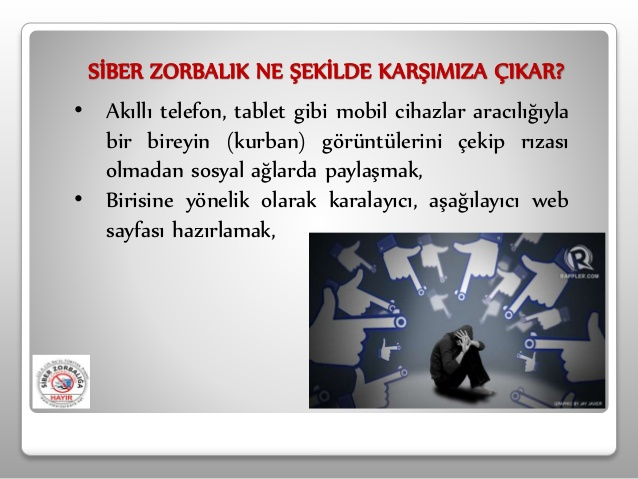 SİBER ZORBALIK NE ŞEKİLDE KARŞIMIZA ÇIKAR?
• Akıllı telefon, tablet gibi mobil cihazlar aracılığıyla
bir bireyin (kurban) görüntülerini çekip rızası
olmadan sosyal ağlarda paylaşmak,
• Birisine yönelik olarak karalayıcı, aşağılayıcı web
sayfası hazırlamak,
RAPPLER.COM
SİBER ZORBALIĞA
HAYIR